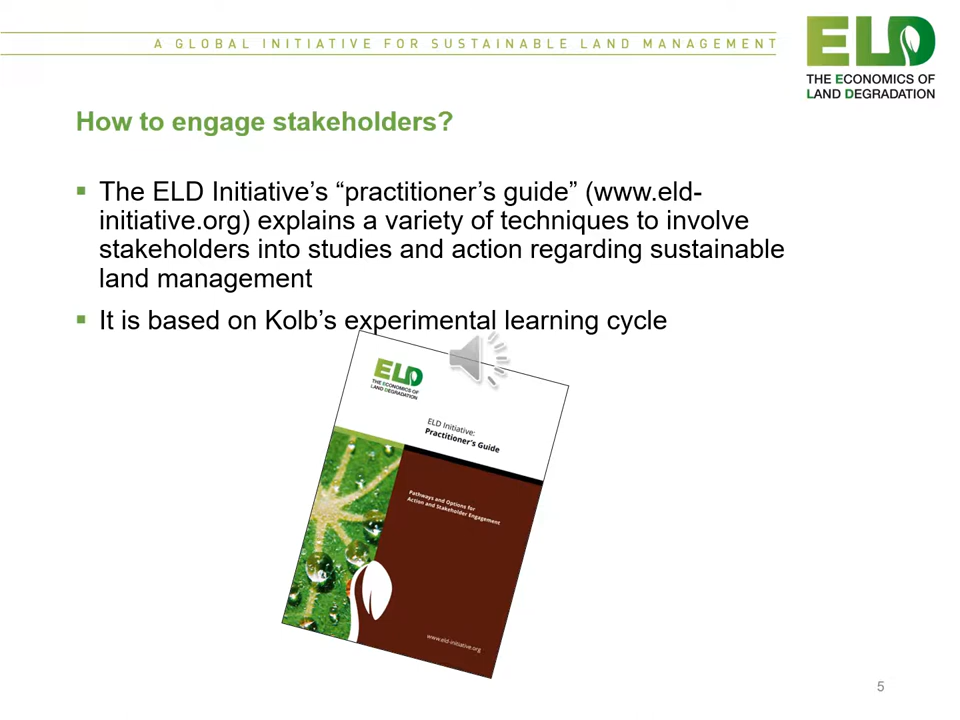 A GLOBAL INITIATIVE FOR SUSTAINABLE LAND MANAGEMENT
ELD
THE ECONOMICS OF
LAND DEGRADATION
How to engage stakeholders?
▪ The ELD Initiative’s “practitioner’s guide” (www.eld-
initiative.org) explains a variety of techniques to involve
stakeholders into studies and action regarding sustainable
land management
▪ It is based on Kolb’s experimental learning cycle
ELD
THE ECONOMICS OF
LAND DEGRADATION
ELD Initiative:
Practitioner’s Guide
Pathways and Options for
Action and Stakeholder Engagement
www.eld-initiative.org
5